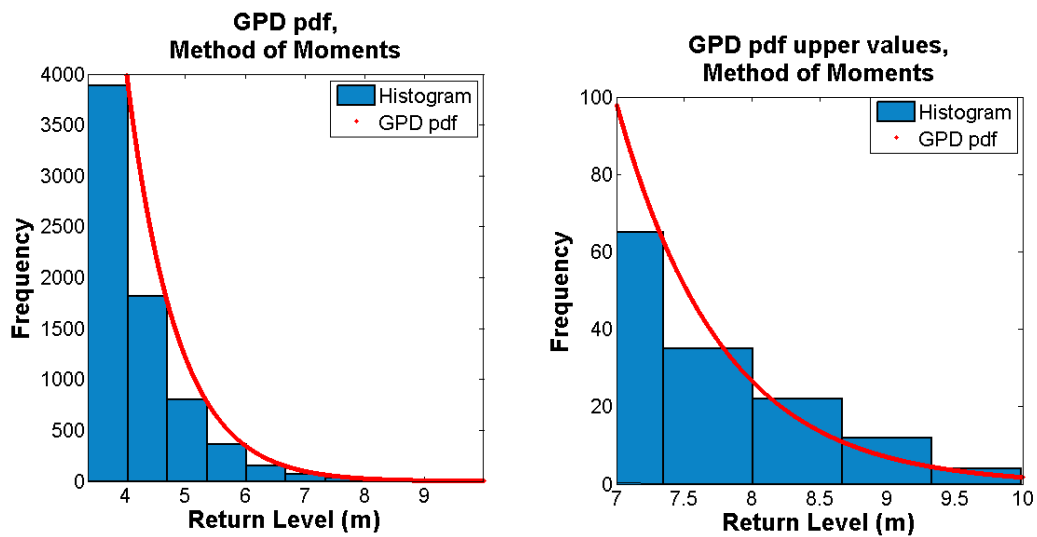 GPD pdf,
Method of Moments
4000
3500
3000
2500
2000
1500
1000
500
0
Frequency
Histogram
GPD pdf
4 5 6 7 8 9
Return Level (m)
GPD pdf upper values,
Method of Moments
100
80
60
40
20
0
Frequency
Histogram
GPD pdf
7 7.5 8 8.5 9 9.5 10
Return Level (m)